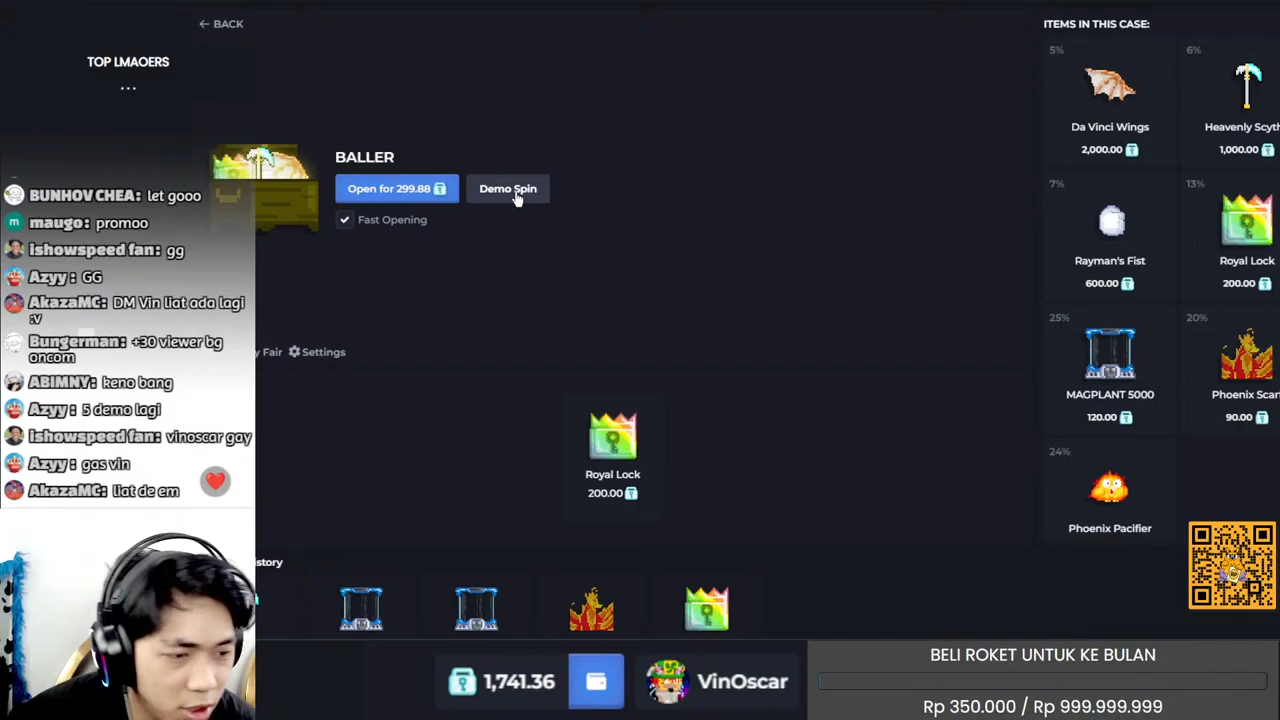 BACK
TOP LMAOERS
...
BALLER
Open for 299.88
Demo Spin
Fast Opening
BUNHOV CHEA: let gooo
maugo: promoo
ishowspeed fan: gg
Azyy: GG
AkazaMC: DM Vin liat ada lagi
:v
Bungerman: +30 viewer bg
oncom
ABIMNY: keno bang
Azyy: 5 demo lagi
ishowspeed fan: vinoscar gay
Azyy: gas vin
AkazaMC: liat de em
y Fair
Settings
Royal Lock
200.00
istory
ITEMS IN THIS CASE:
5%
Da Vinci Wings
2,000.00
6%
Heavenly Scyth
1,000.00
7%
Rayman's Fist
600.00
13%
Royal Lock
200.00
25%
MAGPLANT 5000
120.00
20%
Phoenix Scar
90.00
24%
Phoenix Pacifier
1,741.36
VinOscar
BELI ROKET UNTUK KE BULAN
Rp 350.000 / Rp 999.999.999